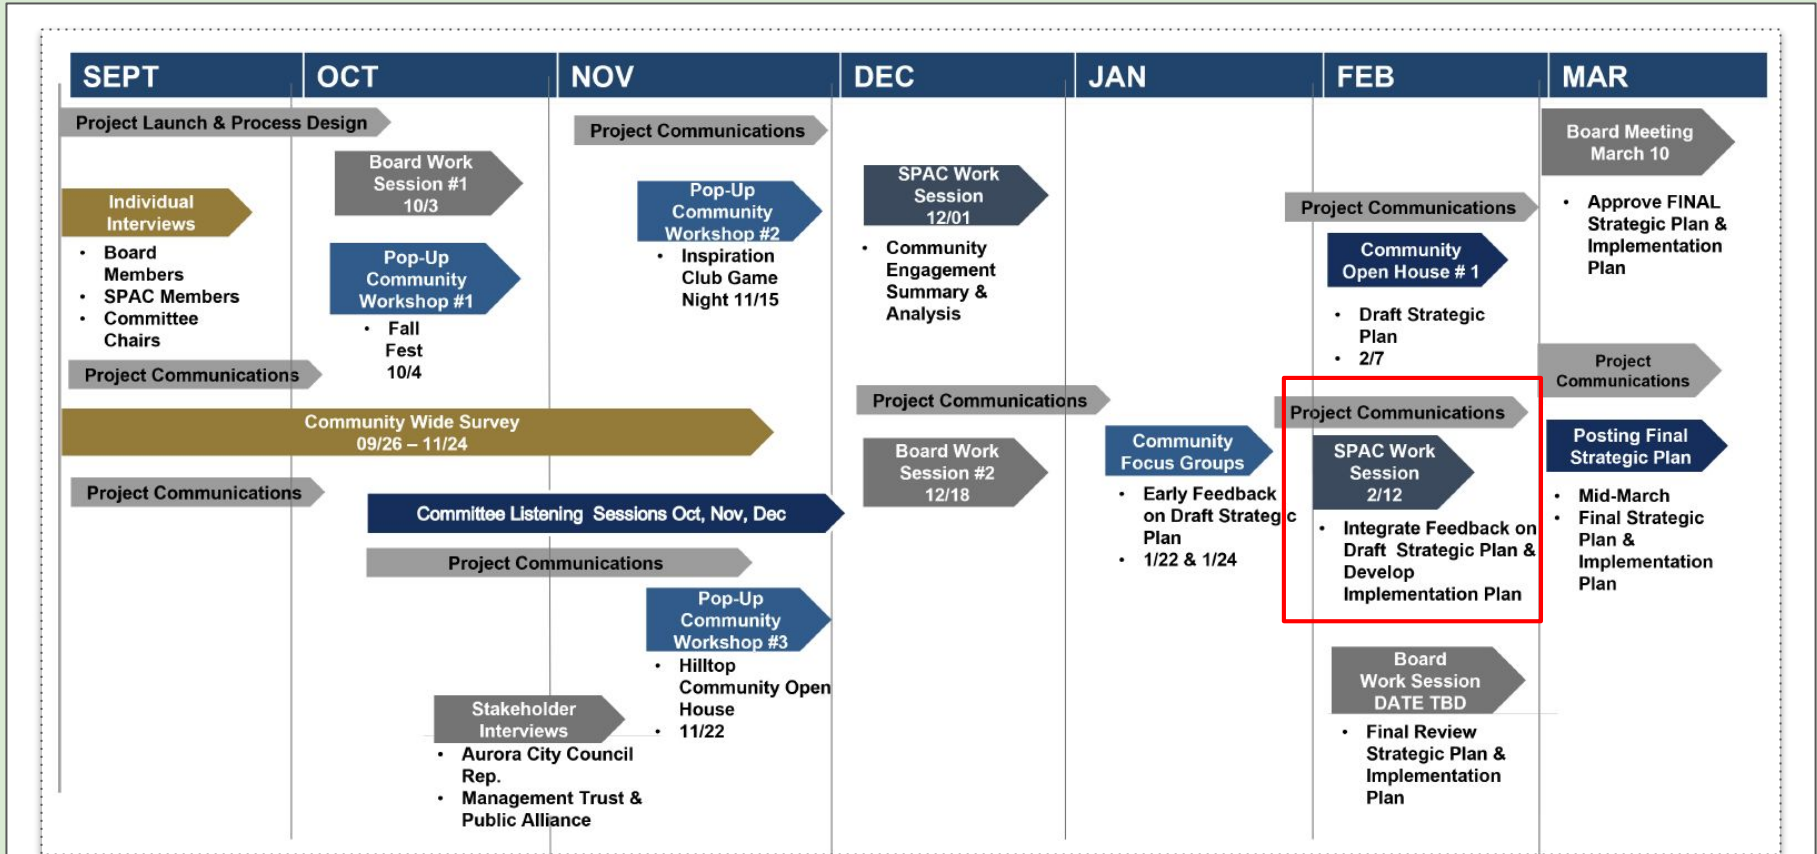 SEPT
OCT
NOV
DEC
JAN
FEB
MAR
Project Launch & Process Design
Individual
Interviews
• Board
Members
• SPAC Members
• Committee
Chairs
Project Communications
Community Wide Survey
09/26 – 11/24
Project Communications
Board Work
Session #1
10/3
Pop-Up
Community
Workshop #1
• Fall
Fest
10/4
Committee Listening Sessions Oct, Nov, Dec
Project Communications
Stakeholder
Interviews
• Aurora City Council
Rep.
• Management Trust &
Public Alliance
Project Communications
Pop-Up
Community
Workshop #2
• Inspiration
Club Game
Night 11/15
Pop-Up
Community
Workshop #3
• Hilltop
Community Open
House
• 11/22
SPAC Work
Session
12/01
• Community
Engagement
Summary &
Analysis
Project Communications
Board Work
Session #2
12/18
Community
Focus Groups
• Early Feedback
on Draft Strategic
Plan
• 1/22 & 1/24
Project Communications
Community
Open House # 1
• Draft Strategic
Plan
• 2/7
Project Communications
SPAC Work
Session
2/12
• Integrate Feedback on
Draft Strategic Plan &
Develop
Implementation Plan
Board
Work Session
DATE TBD
• Final Review
Strategic Plan &
Implementation
Plan
Board Meeting
March 10
• Approve FINAL
Strategic Plan &
Implementation
Plan
Project
Communications
Posting Final
Strategic Plan
• Mid-March
• Final Strategic
Plan &
Implementation
Plan